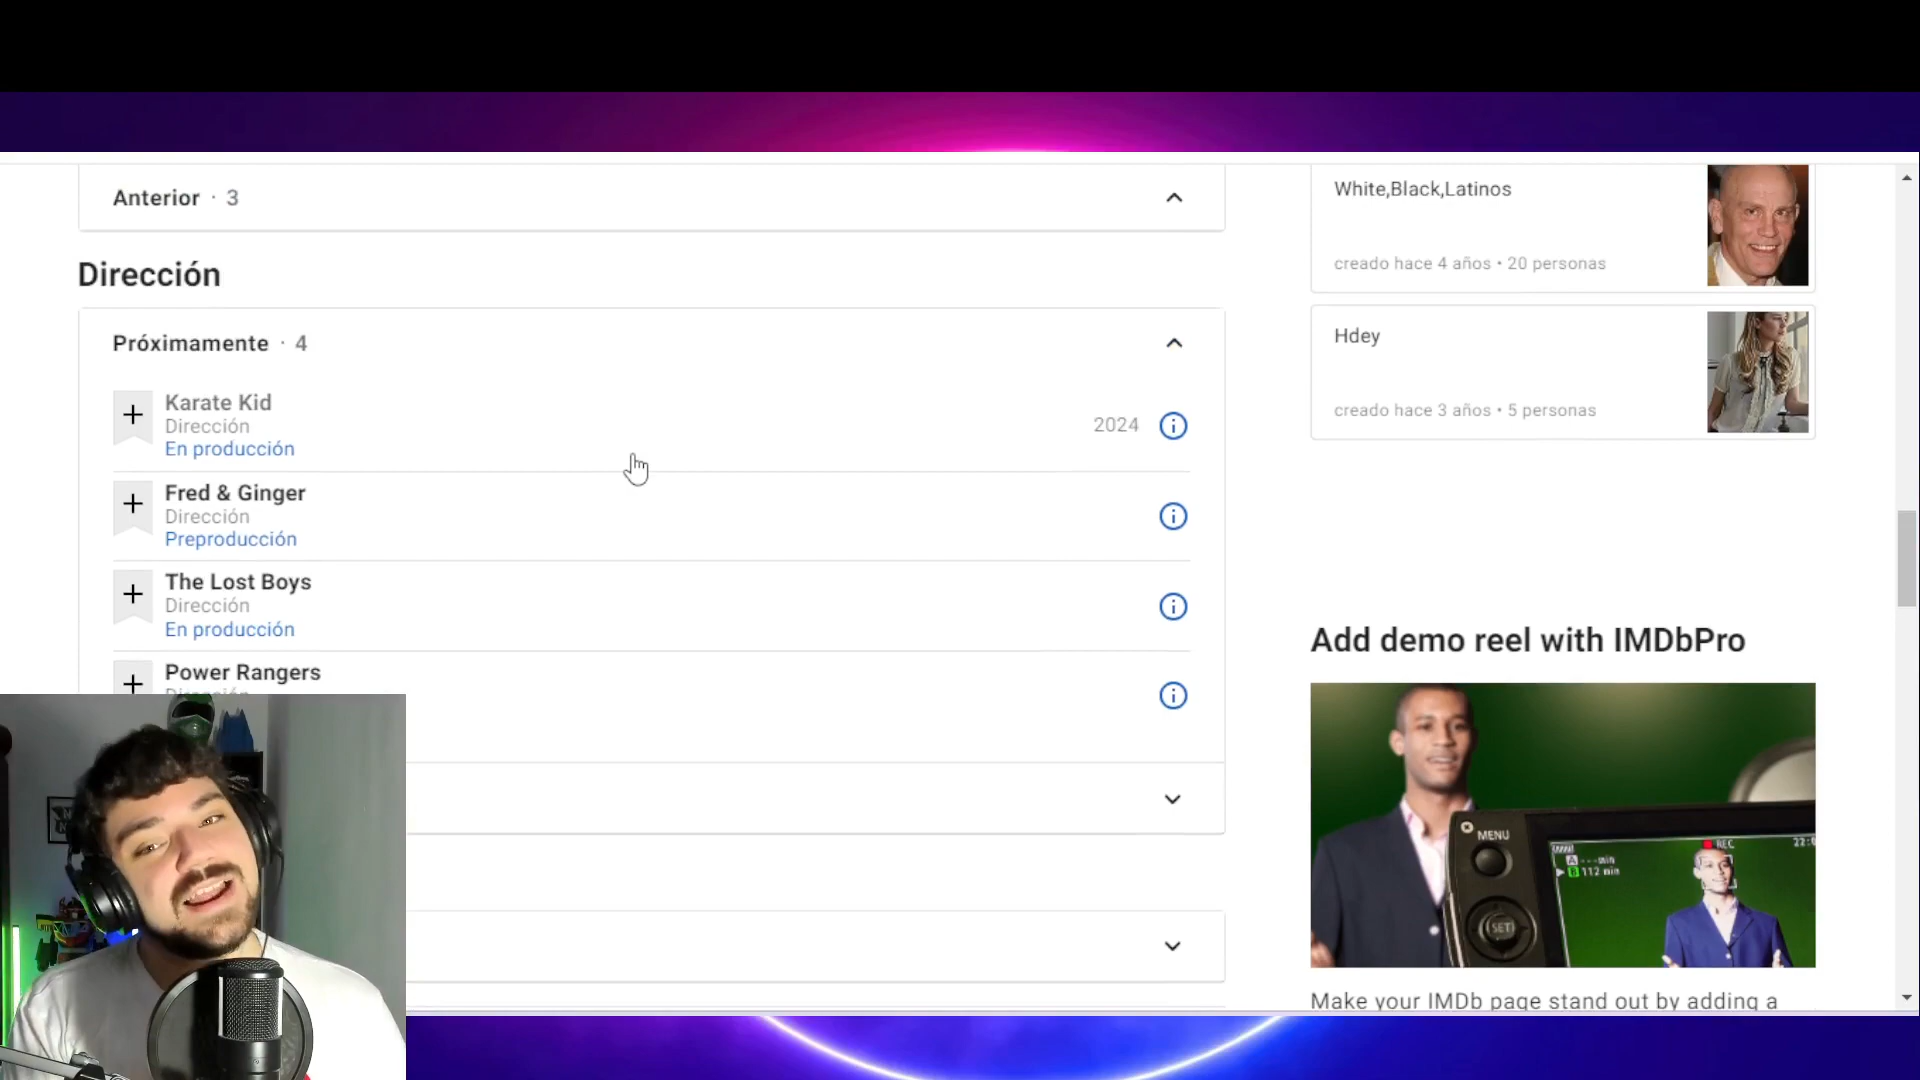 Anterior · 3
Dirección
Próximamente · 4
Karate Kid
Dirección
En producción
2024
Fred & Ginger
Dirección
Preproducción
The Lost Boys
Dirección
En producción
Power Rangers
White,Black,Latinos
creado hace 4 años • 20 personas
Hdey
creado hace 3 años • 5 personas
Add demo reel with IMDbPro
MENU
REC
112 min
SET
Make your IMDb page stand out by adding a